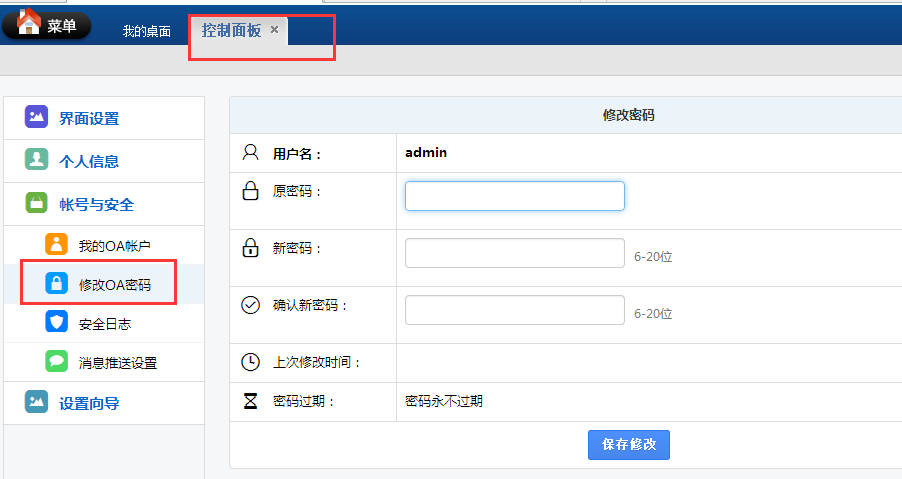 菜单
我的桌面
控制面板 ×
界面设置
个人信息
帐号与安全
我的OA帐户
修改OA密码
安全日志
消息推送设置
设置向导
修改密码
用户名：
admin
原密码：
新密码：
6-20位
确认新密码：
6-20位
上次修改时间：
密码过期：
密码永不过期
保存修改